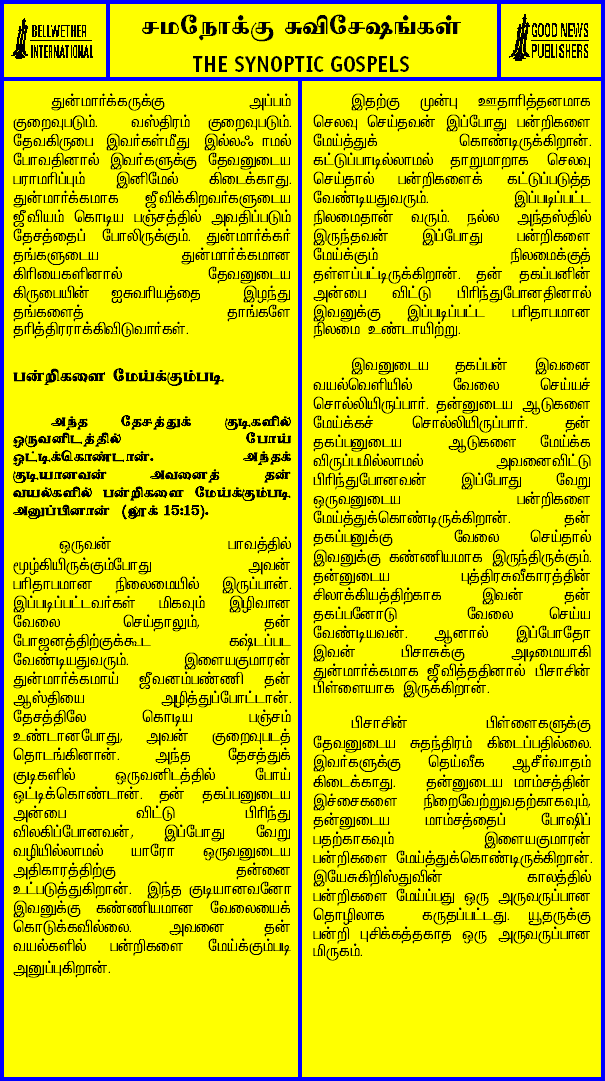 BELLWETHER
INTERNATIONAL
சமநோக்கு சுவிசேஷங்கள்
THE SYNOPTIC GOSPELS
GOOD NEWS
PUBLISHERS
துன்மார்க்கருக்கு அப்பம்
குறைவுபடும். வஸ்திரம் குறைவுபடும்.
தேவகிருபை இவர்கள்மீது இல்லாமல்
போவதினால் இவர்களுக்கு தேவனுடைய
பராமரிப்பும் இனிமேல் கிடைக்காது.
துன்மார்க்கமாக ஜீவிக்கிறவர்களுடைய
ஜீவியம் கொடிய பஞ்சத்தில் அவதிப்படும்
தேசத்தைப் போலிருக்கும். துன்மார்க்கர்
தங்களுடைய துன்மார்க்கமான
கிரியைகளினால் தேவனுடைய
கிருபையின் ஐசுவரியத்தை இழந்து
தங்களைத் தாங்களே
தரித்திரராக்கிவிடுவார்கள்.
பன்றிகளை மேய்க்கும்படி
அந்த தேசத்துக் குடிகளில்
ஒருவனிடத்தில் போய்
ஒட்டிக்கொண்டான். அந்தக்
குடியானவன் அவனைத் தன்
வயல்களில் பன்றிகளை மேய்க்கும்படி
அனுப்பினான் (லூக் 15:15).
ஒருவன் பாவத்தில்
மூழ்கியிருக்கும்போது அவன்
பரிதாபமான நிலைமையில் இருப்பான்.
இப்படிப்பட்டவர்கள் மிகவும் இழிவான
வேலை செய்தாலும், தன்
போஜனத்திற்குக்கூட கஷ்டப்பட
வேண்டியதுவரும். இளையகுமாரன்
துன்மார்க்கமாய் ஜீவனம்பண்ணி தன்
ஆஸ்தியை அழித்துப்போட்டான்.
தேசத்திலே கொடிய பஞ்சம்
உண்டானபோது, அவன் குறைவுபடத்
தொடங்கினான். அந்த தேசத்துக்
குடிகளில் ஒருவனிடத்தில் போய்
ஒட்டிக்கொண்டான். தன் தகப்பனுடைய
அன்பை விட்டு பிரிந்து
விலகிப்போனவன், இப்போது வேறு
வழியில்லாமல் யாரோ ஒருவனுடைய
அதிகாரத்திற்கு தன்னை
உட்படுத்துகிறான். இந்த குடியானவனோ
இவனுக்கு கண்ணியமான வேலையைக்
கொடுக்கவில்லை. அவனை தன்
வயல்களில் பன்றிகளை மேய்க்கும்படி
அனுப்புகிறான்.
இதற்கு முன்பு ஊதாரித்தனமாக
செலவு செய்தவன் இப்போது பன்றிகளை
மேய்த்துக் கொண்டிருக்கிறான்.
கட்டுப்பாடில்லாமல் தாறுமாறாக செலவு
செய்தால் பன்றிகளைக் கட்டுப்படுத்த
வேண்டியதுவரும். இப்படிப்பட்ட
நிலமைதான் வரும். நல்ல அந்தஸ்தில்
இருந்தவன் இப்போது பன்றிகளை
மேய்க்கும் நிலமைக்குத்
தள்ளப்பட்டிருக்கிறான். தன் தகப்பனின்
அன்பை விட்டு பிரிந்துபோனதினால்
இவனுக்கு இப்படிப்பட்ட பரிதாபமான
நிலமை உண்டாயிற்று.
இவனுடைய தகப்பன் இவனை
வயல்வெளியில் வேலை செய்யச்
சொல்லியிருப்பார். தன்னுடைய ஆடுகளை
மேய்க்கச் சொல்லியிருப்பார். தன்
தகப்பனுடைய ஆடுகளை மேய்க்க
விருப்பமில்லாமல் அவனைவிட்டு
பிரிந்துபோனவன் இப்போது வேறு
ஒருவனுடைய பன்றிகளை
மேய்த்துக்கொண்டிருக்கிறான். தன்
தகப்பனுக்கு வேலை செய்தால்
இவனுக்கு கண்ணியமாக இருந்திருக்கும்.
தன்னுடைய புத்திரசுவீகாரத்தின்
சிலாக்கியத்திற்காக இவன் தன்
தகப்பனோடு வேலை செய்ய
வேண்டியவன். ஆனால் இப்போதோ
இவன் பிசாசுக்கு அடிமையாகி
துன்மார்க்கமாக ஜீவித்ததினால் பிசாசின்
பிள்ளையாக இருக்கிறான்.
பிசாசின் பிள்ளைகளுக்கு
தேவனுடைய சுதந்திரம் கிடைப்பதில்லை.
இவர்களுக்கு தெய்வீக ஆசீர்வாதம்
கிடைக்காது. தன்னுடைய மாம்சத்தின்
இச்சைகளை நிறைவேற்றுவதற்காகவும்,
தன்னுடைய மாம்சத்தைப் போஷிப்
பதற்காகவும் இளையகுமாரன்
பன்றிகளை மேய்த்துக்கொண்டிருக்கிறான்.
இயேசுகிறிஸ்துவின் காலத்தில்
பன்றிகளை மேய்ப்பது ஒரு அருவருப்பான
தொழிலாக கருதப்பட்டது. யூதருக்கு
பன்றி புசிக்கத்தகாத ஒரு அருவருப்பான
மிருகம்.